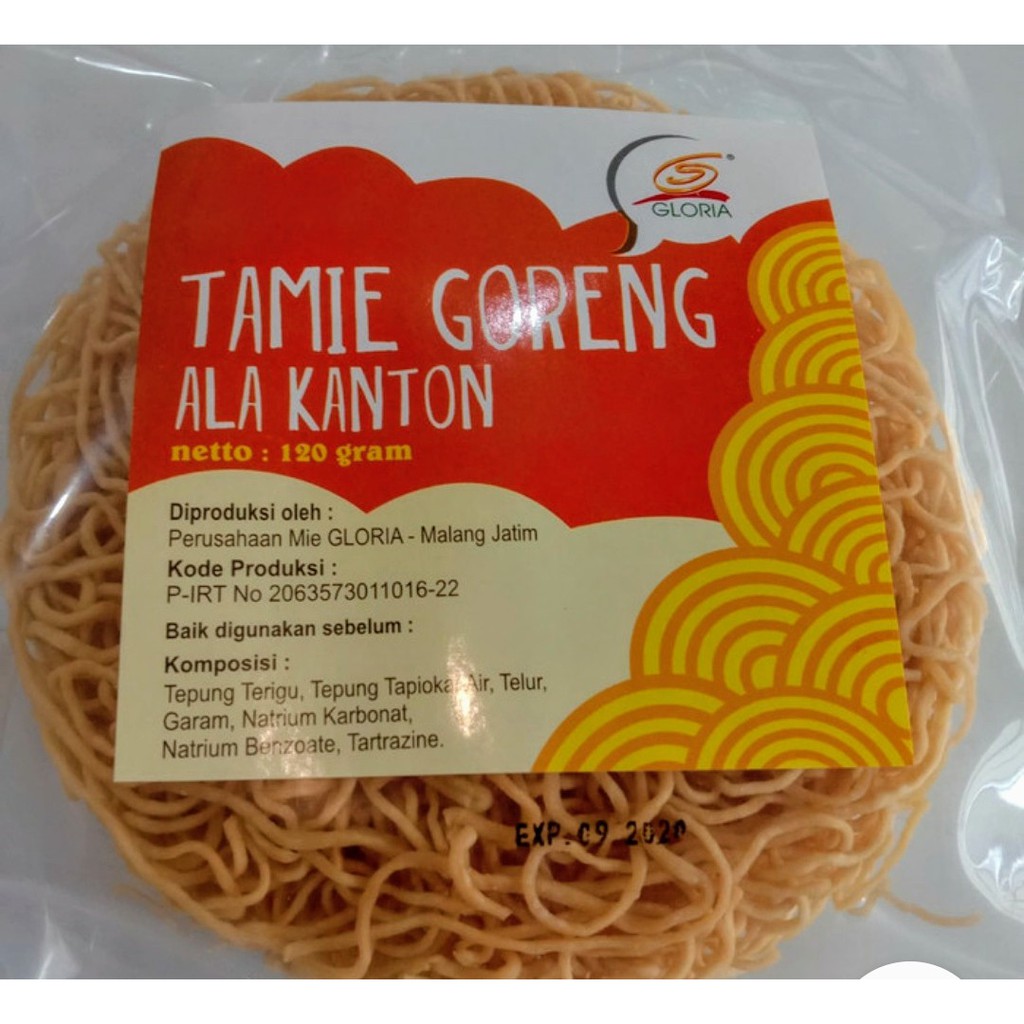 GLORIA
TAMIE GORENG
ALA KANTON
netto : 120 gram
Diproduksi oleh :
Perusahaan Mie GLORIA - Malang Jatim
Kode Produksi :
P-IRT No 2063573011016-22
Baik digunakan sebelum :
Komposisi :
Tepung Terigu, Tepung Tapioka, Air, Telur,
Garam, Natrium Karbonat,
Natrium Benzoate, Tartrazine.
EXP.09 2020